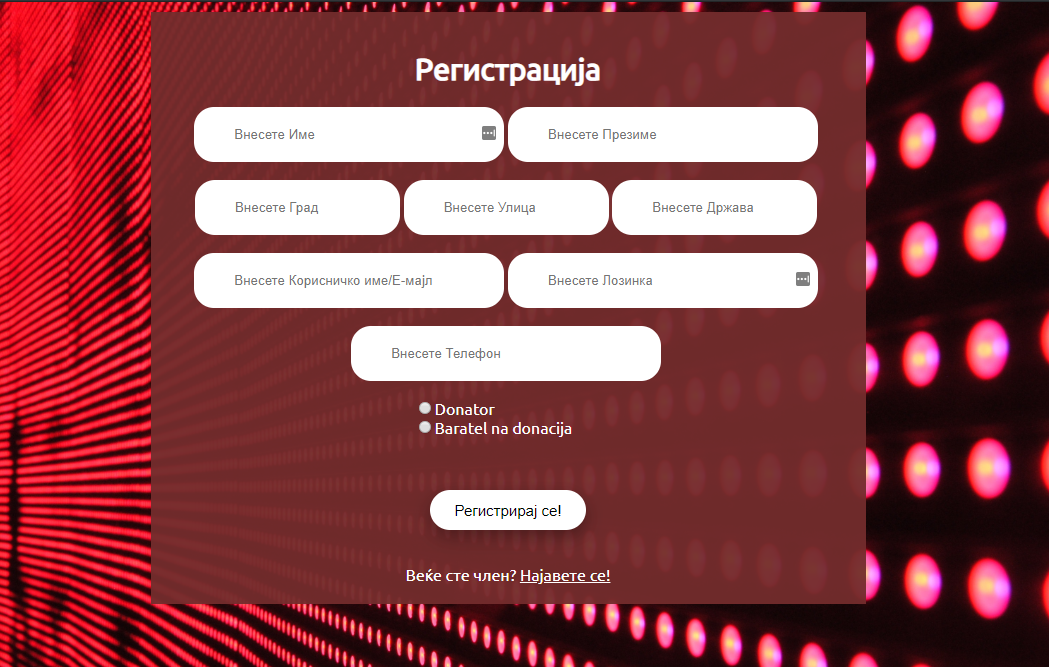 Регистрација
Внесете Име Внесете Презиме
Внесете Град Внесете Улица Внесете Држава
Внесете Корисничко име/Е-мајл Внесете Лозинка
Внесете Телефон
Donator
Baratel na donacija
Регистрирај се!
Веќе сте член? Најавете се!